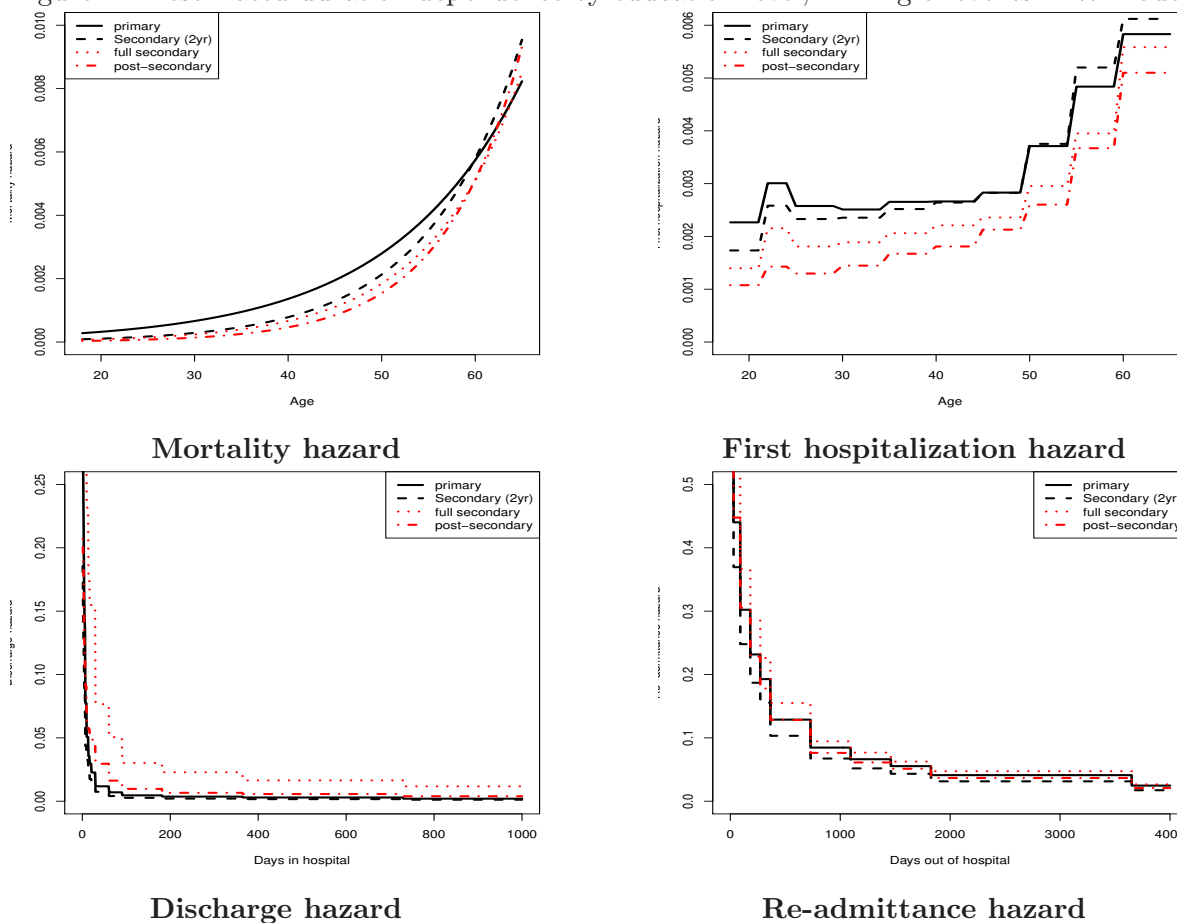 primary
Secondary (2yr)
full secondary
post−secondary
0.000 0.002 0.004 0.006 0.008 0.010
20 30 40 50 60
Age
Mortality hazard
primary
Secondary (2yr)
full secondary
post−secondary
0.000 0.001 0.002 0.003 0.004 0.005 0.006
20 30 40 50 60
Age
First hospitalization hazard
primary
Secondary (2yr)
full secondary
post−secondary
0.00 0.05 0.10 0.15 0.20 0.25
0 200 400 600 800 1000
Days in hospital
Discharge hazard
primary
Secondary (2yr)
full secondary
post−secondary
0.0 0.1 0.2 0.3 0.4 0.5
0 1000 2000 3000 400
Days out of hospital
Re-admittance hazard